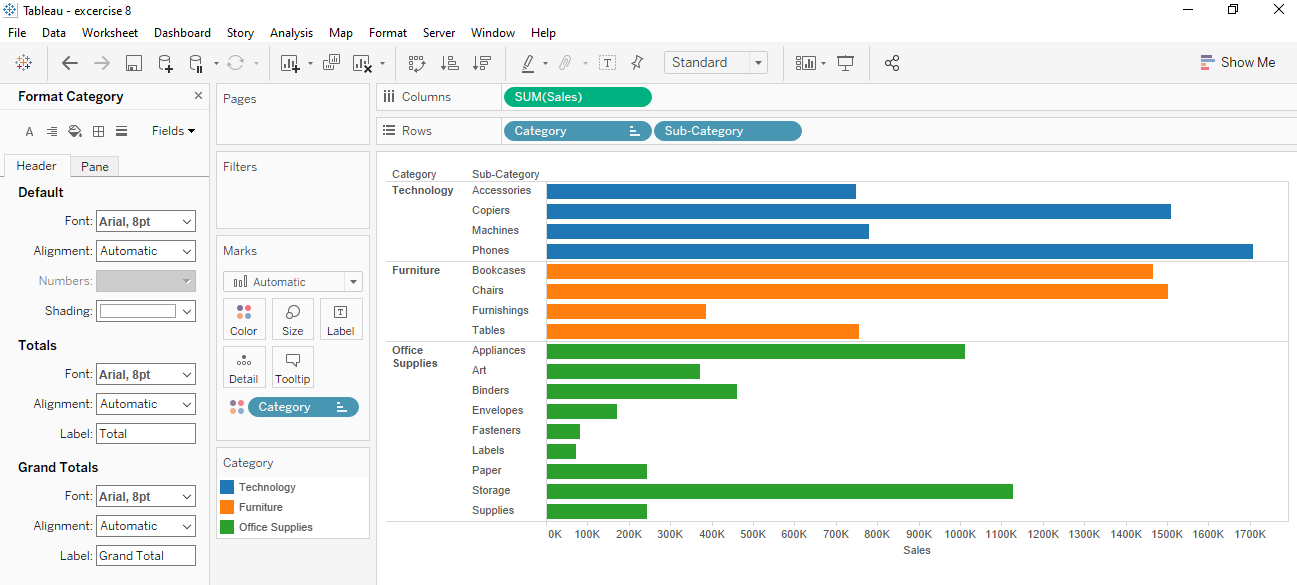 Tableau - excercise 8
File Data Worksheet Dashboard Story Analysis Map Format Server Window Help
Standard
Show Me
Format Category
Fields
Header Pane
Default
Font: Arial, 8pt
Alignment: Automatic
Numbers:
Shading:
Totals
Font: Arial, 8pt
Alignment: Automatic
Label: Total
Grand Totals
Font: Arial, 8pt
Alignment: Automatic
Label: Grand Total
Pages
Filters
Marks
Automatic
Color Size Label
Detail Tooltip
Category
Category
Technology
Furniture
Office Supplies
Columns SUM(Sales)
Rows Category Sub-Category
Category Sub-Category
Technology Accessories
Copiers
Machines
Phones
Furniture Bookcases
Chairs
Furnishings
Tables
Office Supplies Appliances
Art
Binders
Envelopes
Fasteners
Labels
Paper
Storage
Supplies
0K 100K 200K 300K 400K 500K 600K 700K 800K 900K 1000K 1100K 1200K 1300K 1400K 1500K 1600K 1700K
Sales